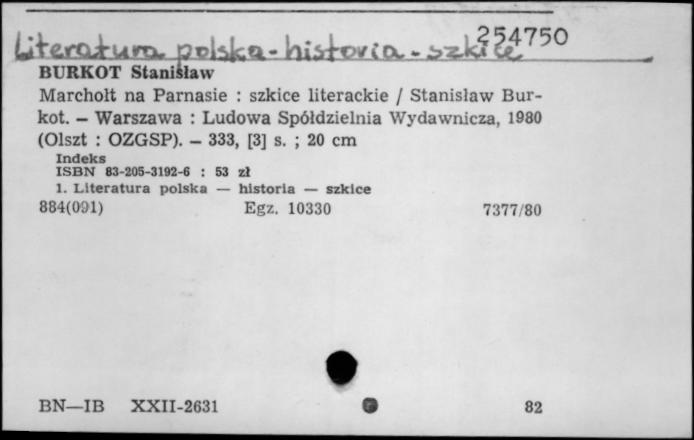 254750
Literatura polska - historia - szkice
BURKOT Stanisław
Marchołt na Parnasie : szkice literackie / Stanisław Bur-
kot. — Warszawa : Ludowa Spółdzielnia Wydawnicza, 1980
(Olszt : OZGSP). — 333, [3] s. ; 20 cm
Indeks
ISBN 83-205-3192-6 : 53 zł
1. Literatura polska — historia — szkice
884(091) Egz. 10330 7377/80
BN—IB XXII-2631 82